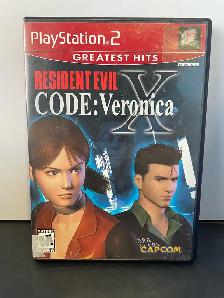 PlayStation®2
GREATEST HITS
RESIDENT EVIL
CODE: Veronica
X
CAPCOM